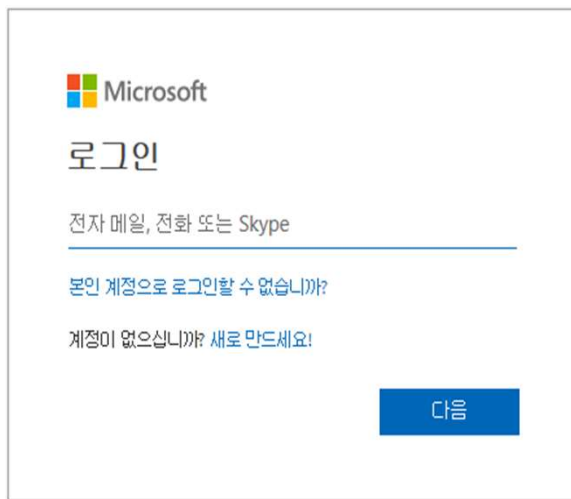 Microsoft
로그인
전자 메일, 전화 또는 Skype
본인 계정으로 로그인할 수 없습니까?
계정이 없으십니까? 새로 만드세요!
다음